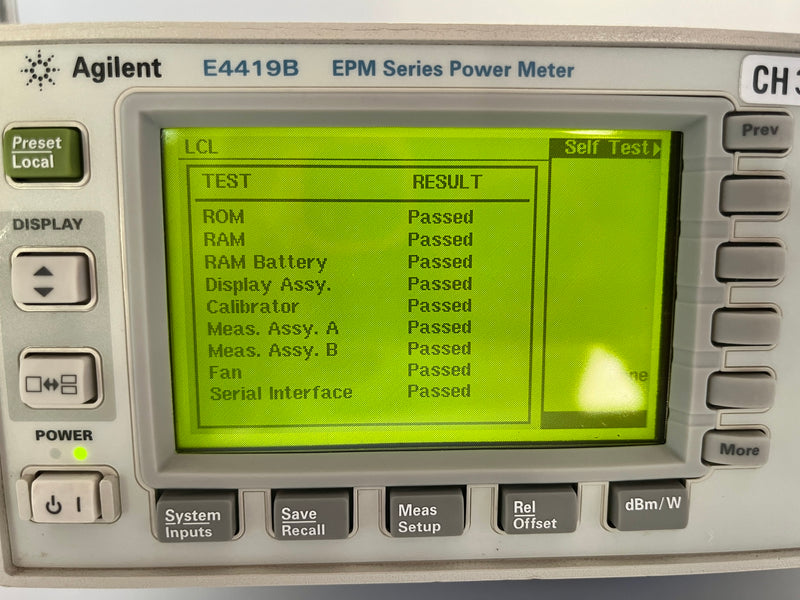 Agilent E4419B EPM Series Power Meter
CH 3
Preset
Local
DISPLAY
POWER
LCL
Self Test
TEST RESULT
ROM Passed
RAM Passed
RAM Battery Passed
Display Assy. Passed
Calibrator Passed
Meas. Assy. A Passed
Meas. Assy. B Passed
Fan Passed
Serial Interface Passed
Prev
More
System
Inputs
Save
Recall
Meas
Setup
Rel
Offset
dBm/W